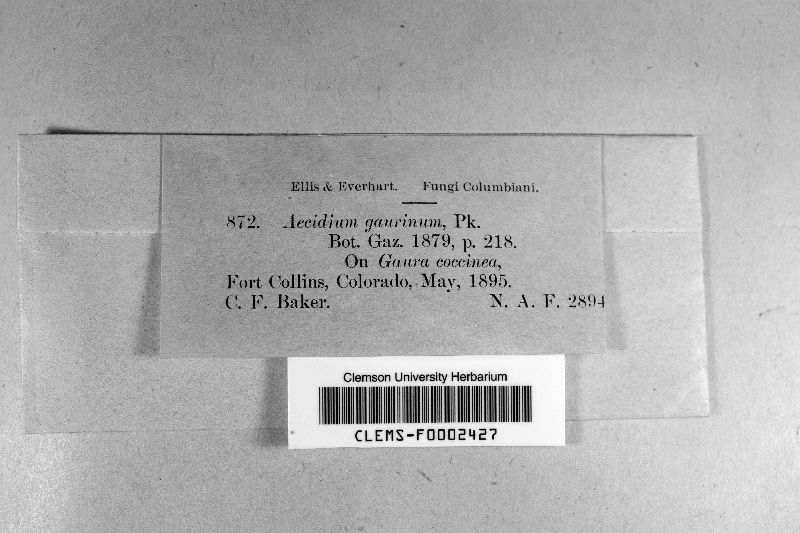 Ellis & Everhart. Fungi Columbiani.
872. Aecidium gaurinum, Pk.
Bot. Gaz. 1879, p. 218.
On Gaura coccinea,
Fort Collins, Colorado, May, 1895.
C. F. Baker. N. A. F. 2894
Clemson University Herbarium
CLEMS-F0002427